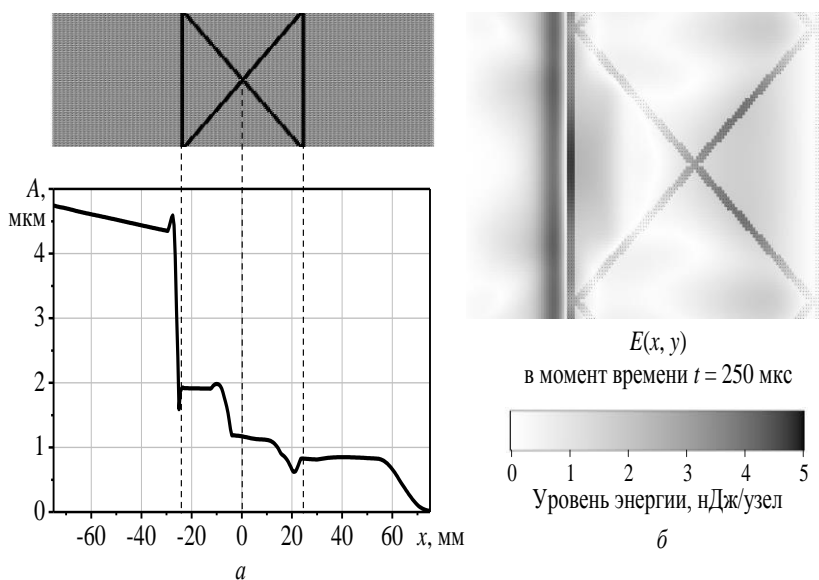 A,
мкм
4
3
2
1
0
-60 -40 -20 0 20 40 60 x, мм
а
E(x, y)
в момент времени t = 250 мкс
0 1 2 3 4 5
Уровень энергии, нДж/узел
б